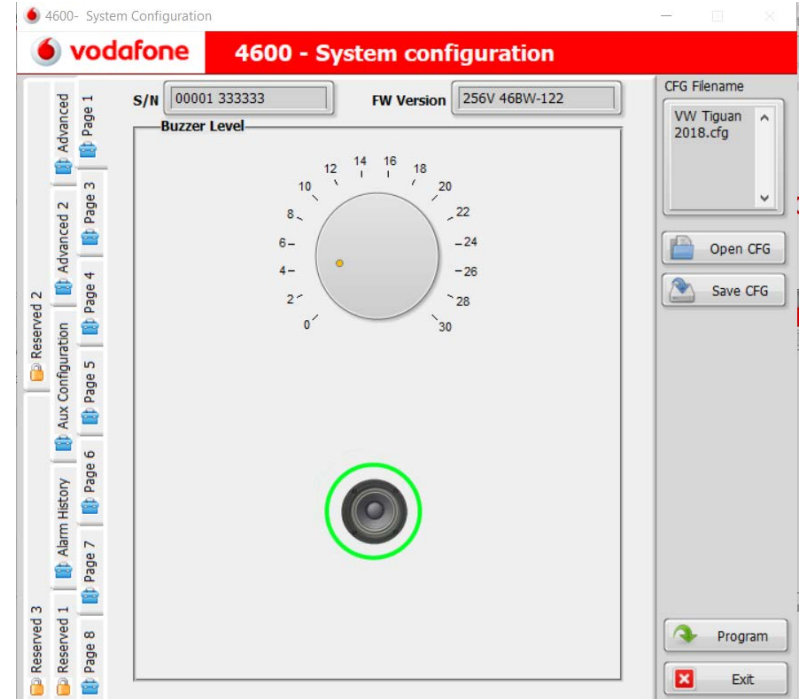 4600- System Configuration
vodafone
4600 - System configuration
S/N
00001 333333
FW Version
256V 46BW-122
CFG Filename
VW Tiguan
2018.cfg
Open CFG
Save CFG
Program
Exit
Buzzer Level
0
2
4
6
8
10
12
14
16
18
20
22
24
26
28
30
Reserved 2
Reserved 3
Advanced
Advanced 2
Aux Configuration
Alarm History
Reserved 1
Page 1
Page 3
Page 4
Page 5
Page 6
Page 7
Page 8